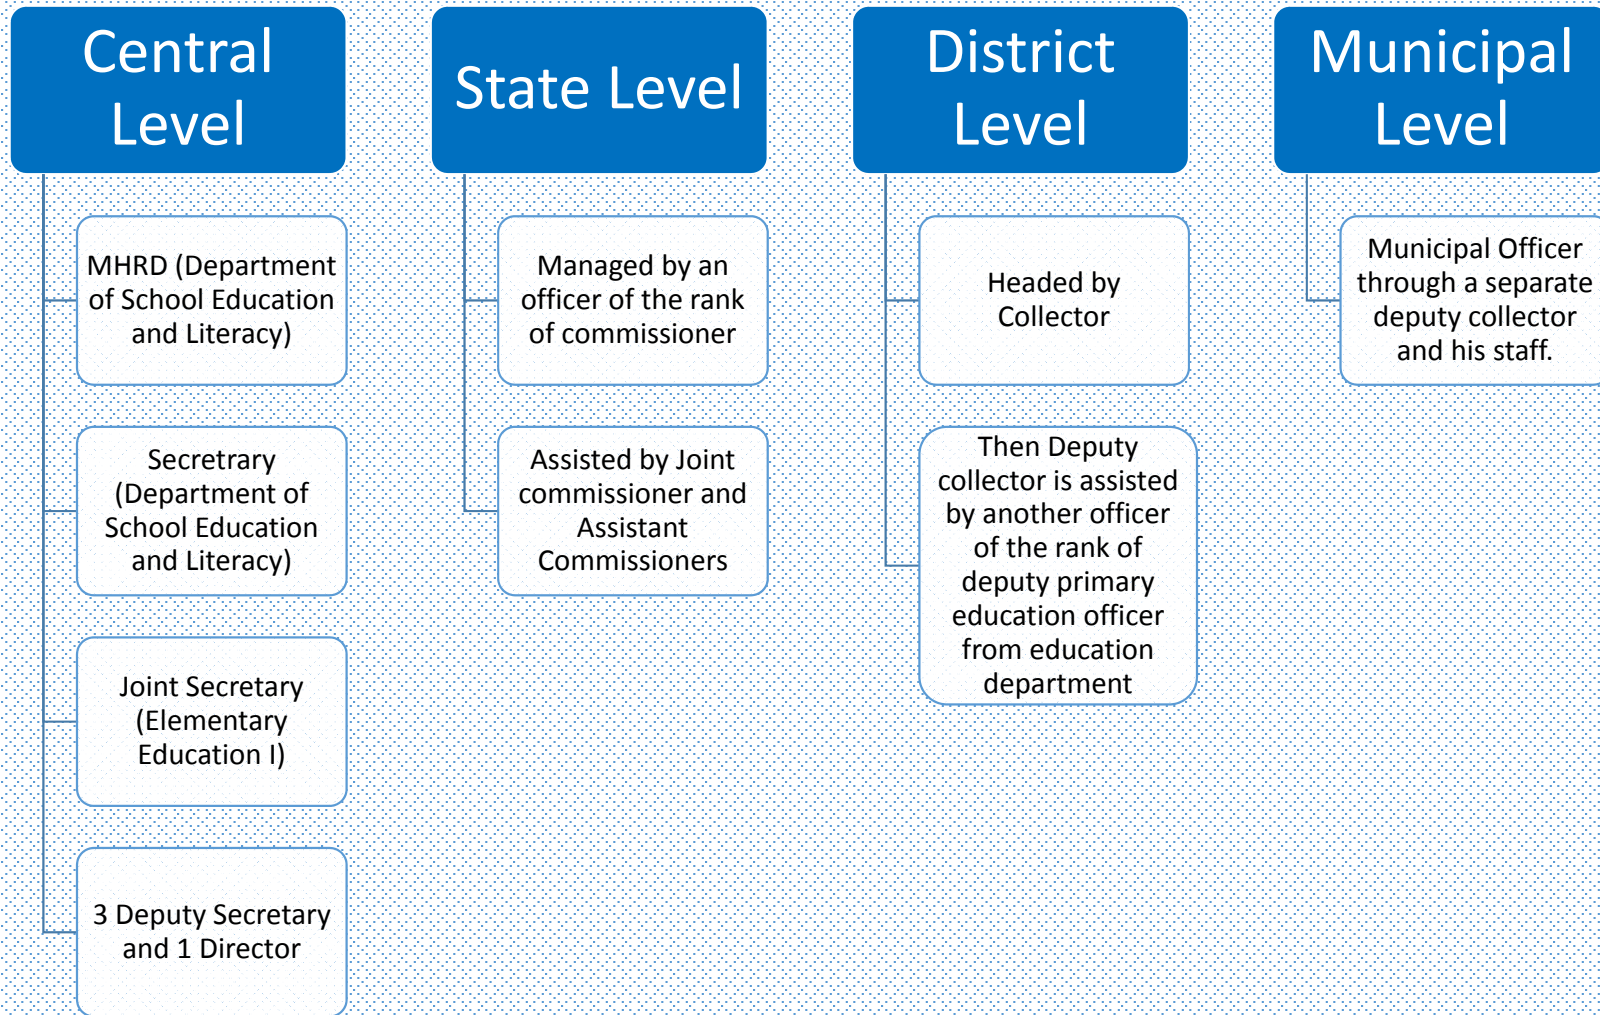 Central
Level
MHRD (Department
of School Education
and Literacy)
Secretrary
(Department of
School Education
and Literacy)
Joint Secretary
(Elementary
Education I)
3 Deputy Secretary
and 1 Director
State Level
Managed by an
officer of the rank
of commissioner
Assisted by Joint
commissioner and
Assistant
Commissioners
District
Level
Headed by
Collector
Then Deputy
collector is assisted
by another officer
of the rank of
deputy primary
education officer
from education
department
Municipal
Level
Municipal Officer
through a separate
deputy collector
and his staff.